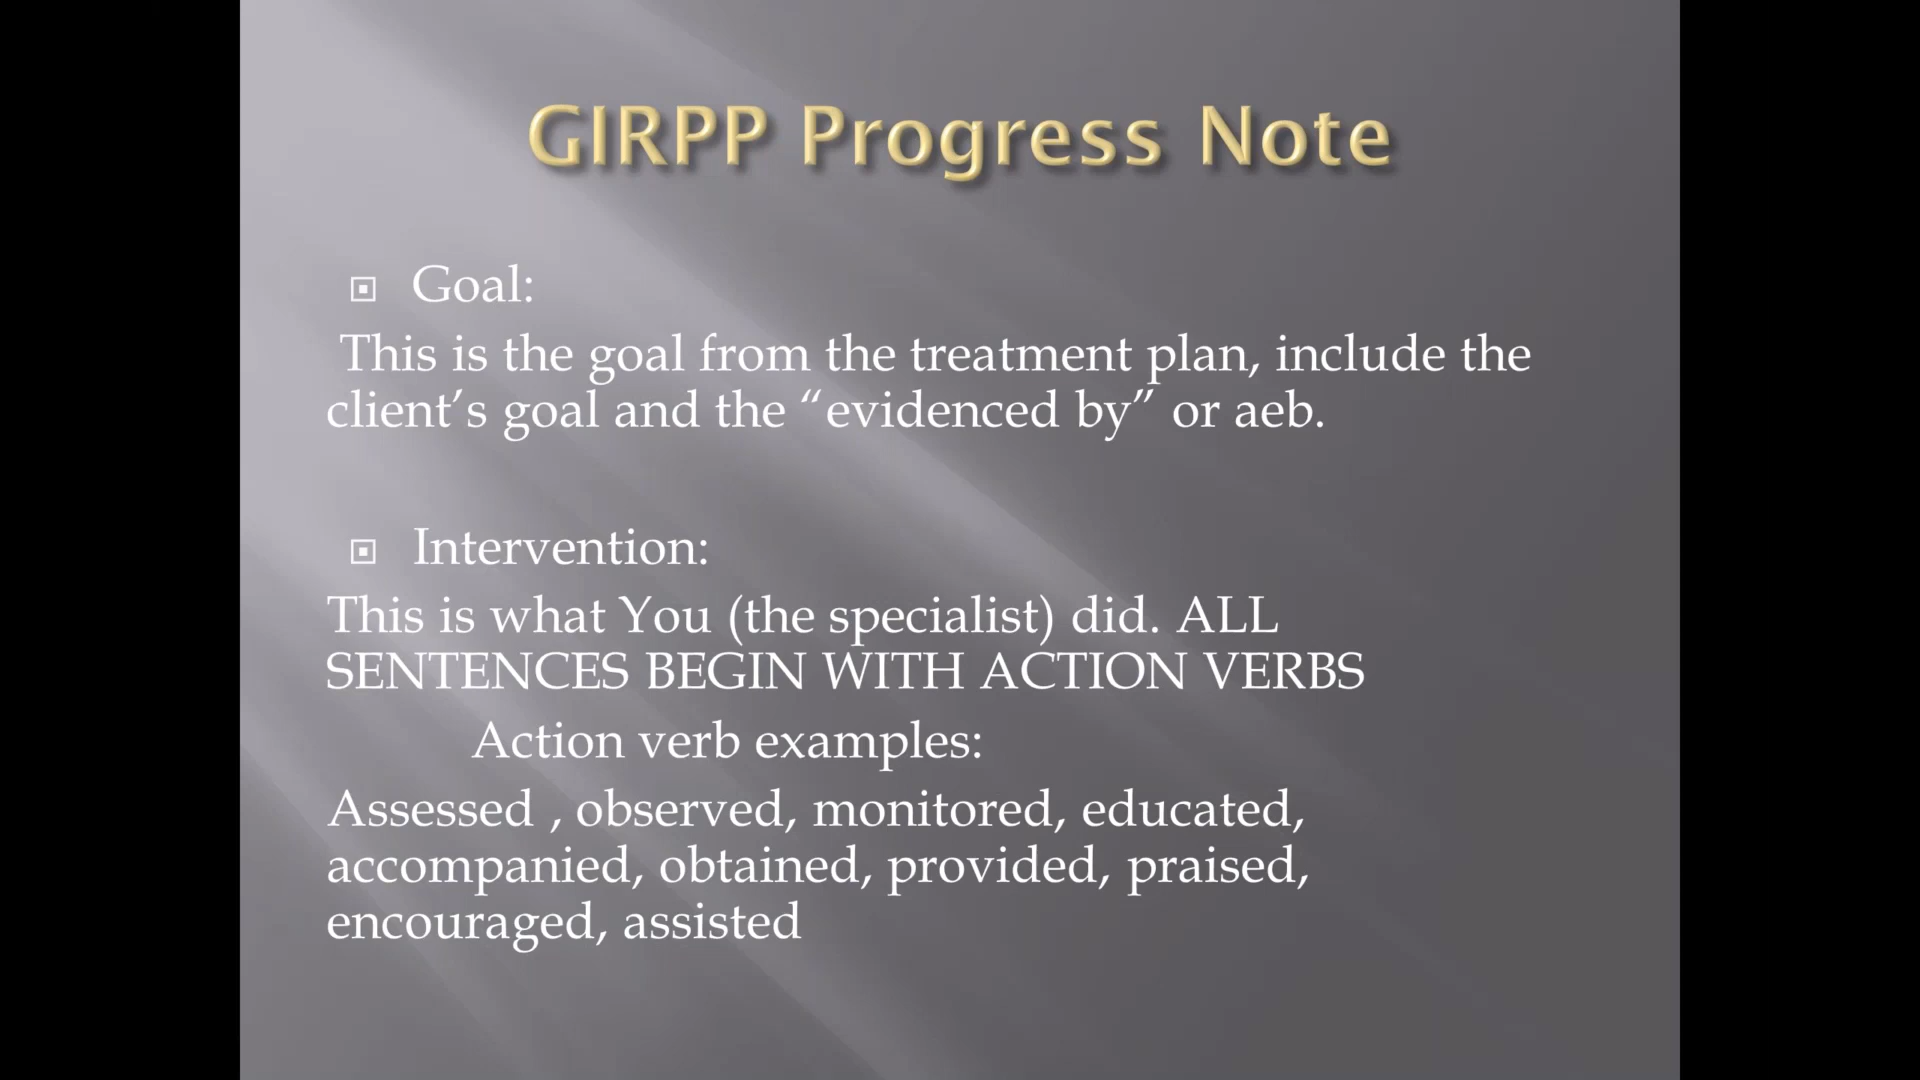 GIRPP Progress Note
Goal:
This is the goal from the treatment plan, include the
client’s goal and the “evidenced by” or aeb.
Intervention:
This is what You (the specialist) did. ALL
SENTENCES BEGIN WITH ACTION VERBS
Action verb examples:
Assessed , observed, monitored, educated,
accompanied, obtained, provided, praised,
encouraged, assisted